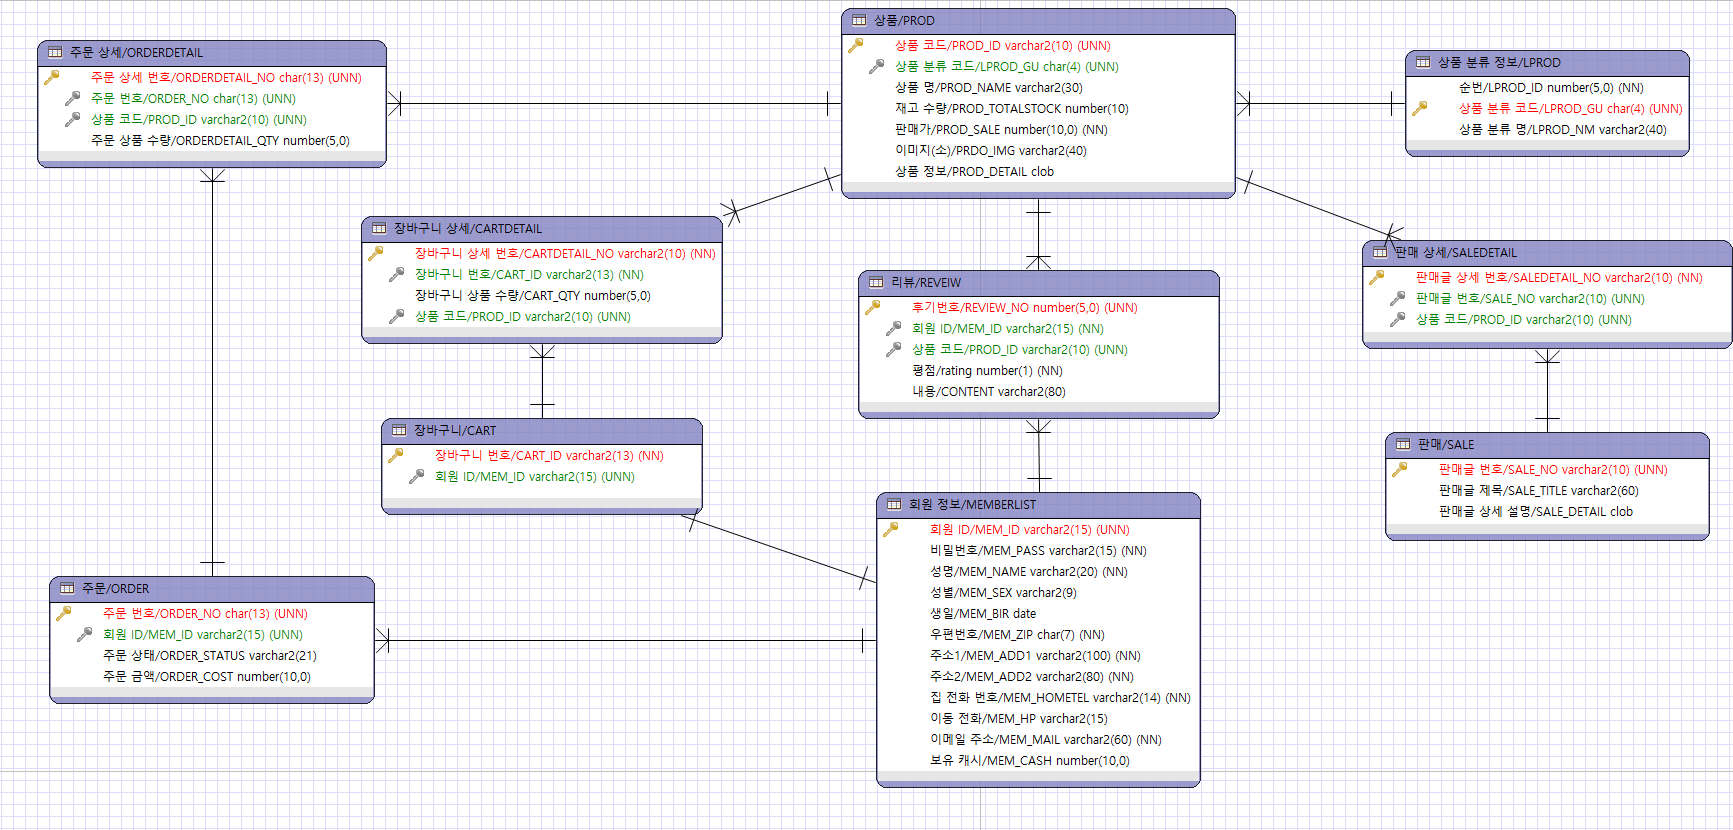 주문 상세/ORDERDETAIL
주문 상세 번호/ORDERDETAIL_NO char(13) (UNN)
주문 번호/ORDER_NO char(13) (UNN)
상품 코드/PROD_ID varchar2(10) (UNN)
주문 상품 수량/ORDERDETAIL_QTY number(5,0)
상품/PROD
상품 코드/PROD_ID varchar2(10) (UNN)
상품 분류 코드/LPROD_GU char(4) (UNN)
상품 명/PROD_NAME varchar2(30)
재고 수량/PROD_TOTALSTOCK number(10)
판매가/PROD_SALE number(10,0) (NN)
이미지(소)/PRDO_IMG varchar2(40)
상품 정보/PROD_DETAIL clob
상품 분류 정보/LPROD
순번/LPROD_ID number(5,0) (NN)
상품 분류 코드/LPROD_GU char(4) (UNN)
상품 분류 명/LPROD_NM varchar2(40)
장바구니 상세/CARTDETAIL
장바구니 상세 번호/CARTDETAIL_NO varchar2(10) (NN)
장바구니 번호/CART_ID varchar2(13) (NN)
장바구니 상품 수량/CART_QTY number(5,0)
상품 코드/PROD_ID varchar2(10) (UNN)
리뷰/REVEIW
후기번호/REVIEW_NO number(5,0) (UNN)
회원 ID/MEM_ID varchar2(15) (NN)
상품 코드/PROD_ID varchar2(10) (UNN)
평점/rating number(1) (NN)
내용/CONTENT varchar2(80)
판매 상세/SALEDETAIL
판매글 상세 번호/SALEDETAIL_NO varchar2(10) (NN)
판매글 번호/SALE_NO varchar2(10) (UNN)
상품 코드/PROD_ID varchar2(10) (UNN)
장바구니/CART
장바구니 번호/CART_ID varchar2(13) (NN)
회원 ID/MEM_ID varchar2(15) (UNN)
판매/SALE
판매글 번호/SALE_NO varchar2(10) (UNN)
판매글 제목/SALE_TITLE varchar2(60)
판매글 상세 설명/SALE_DETAIL clob
주문/ORDER
주문 번호/ORDER_NO char(13) (UNN)
회원 ID/MEM_ID varchar2(15) (UNN)
주문 상태/ORDER_STATUS varchar2(21)
주문 금액/ORDER_COST number(10,0)
회원 정보/MEMBERLIST
회원 ID/MEM_ID varchar2(15) (UNN)
비밀번호/MEM_PASS varchar2(15) (NN)
성명/MEM_NAME varchar2(20) (NN)
성별/MEM_SEX varchar2(9)
생일/MEM_BIR date
우편번호/MEM_ZIP char(7) (NN)
주소1/MEM_ADD1 varchar2(100) (NN)
주소2/MEM_ADD2 varchar2(80) (NN)
집 전화 번호/MEM_HOMETEL varchar2(14) (NN)
이동 전화/MEM_HP varchar2(15)
이메일 주소/MEM_MAIL varchar2(60) (NN)
보유 캐시/MEM_CASH number(10,0)